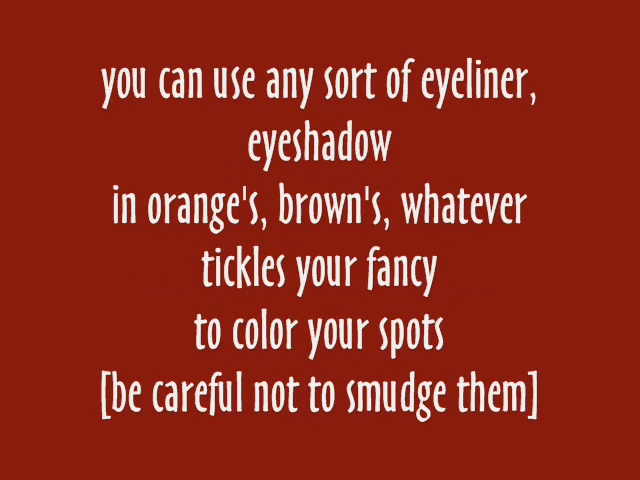 you can use any sort of eyeliner,
eyeshadow
in orange's, brown's, whatever
tickles your fancy
to color your spots
[be careful not to smudge them]